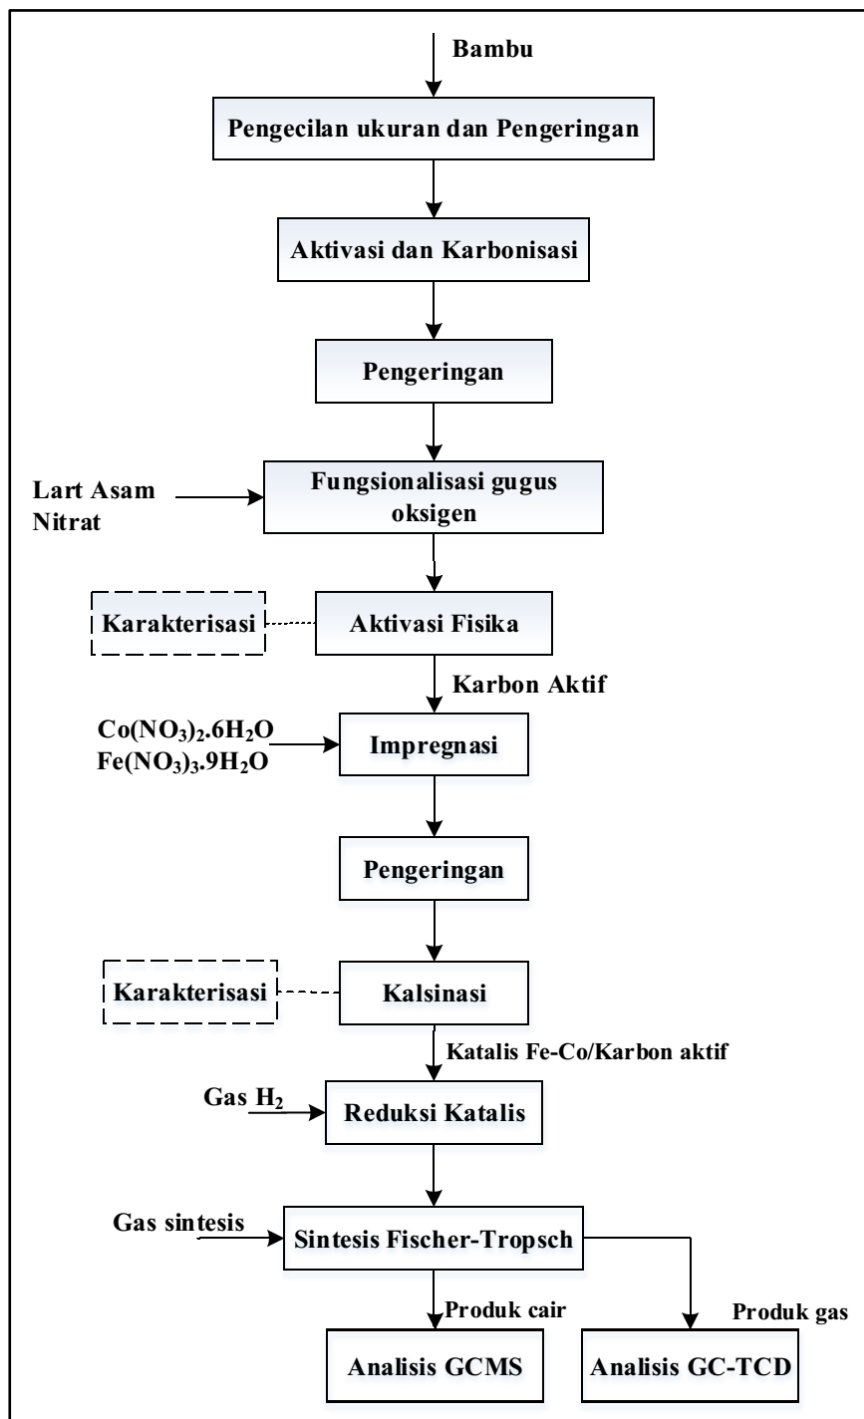 Bambu
Pengecilan ukuran dan Pengeringan
Aktivasi dan Karbonisasi
Pengeringan
Lart Asam
Nitrat
Fungsionalisasi gugus
oksigen
Karakterisasi
Aktivasi Fisika
Karbon Aktif
Co(NO₃)₂.6H₂O
Fe(NO₃)₃.9H₂O
Impregnasi
Pengeringan
Karakterisasi
Kalsinasi
Katalis Fe-Co/Karbon aktif
Gas H₂
Reduksi Katalis
Gas sintesis
Sintesis Fischer-Tropsch
Produk cair
Produk gas
Analisis GCMS
Analisis GC-TCD